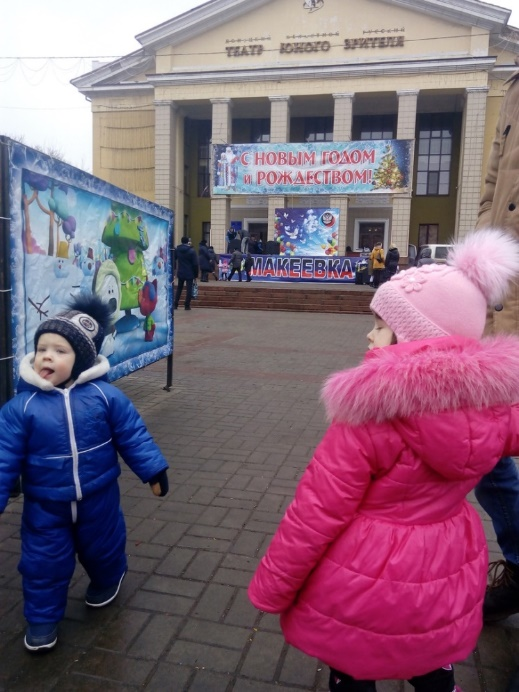 ТЕАТР ЮНОГО ЗРИТЕЛЯ
С НОВЫМ ГОДОМ
и РОЖДЕСТВОМ!
МАКЕЕВКА